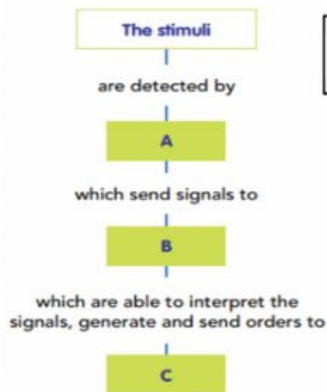 The stimuli
are detected by
A
which send signals to
B
which are able to interpret the
signals, generate and send orders to
C